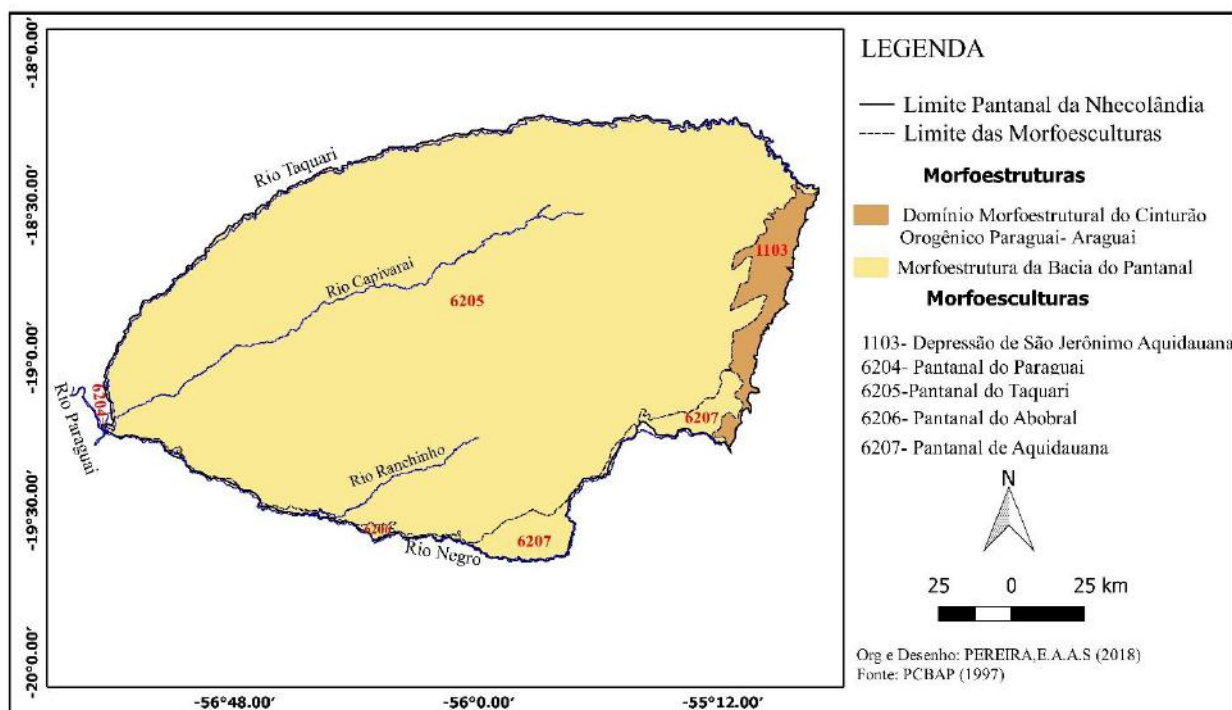 -18°0.00'
-18°30.00'
-19°0.00'
-19°30.00'
-20°0.00'
-56°48.00'
-56°0.00'
-55°12.00'
Rio Taquari
Rio Capivarai
Rio Paraguai
Rio Ranchinho
Rio Negro
1103
6205
6204
6207
6206
6207
LEGENDA
Limite Pantanal da Nhecolândia
Limite das Morfoesculturas
Morfoestruturas
Domínio Morfoestrutural do Cinturão
Orogênico Paraguai- Araguai
Morfoestrutura da Bacia do Pantanal
Morfoesculturas
1103- Depressão de São Jerônimo Aquidauana
6204- Pantanal do Paraguai
6205-Pantanal do Taquari
6206- Pantanal do Abobral
6207- Pantanal de Aquidauana
N
25 0 25 km
Org e Desenho: PEREIRA,E.A.A.S (2018)
Fonte: PCBAP (1997)